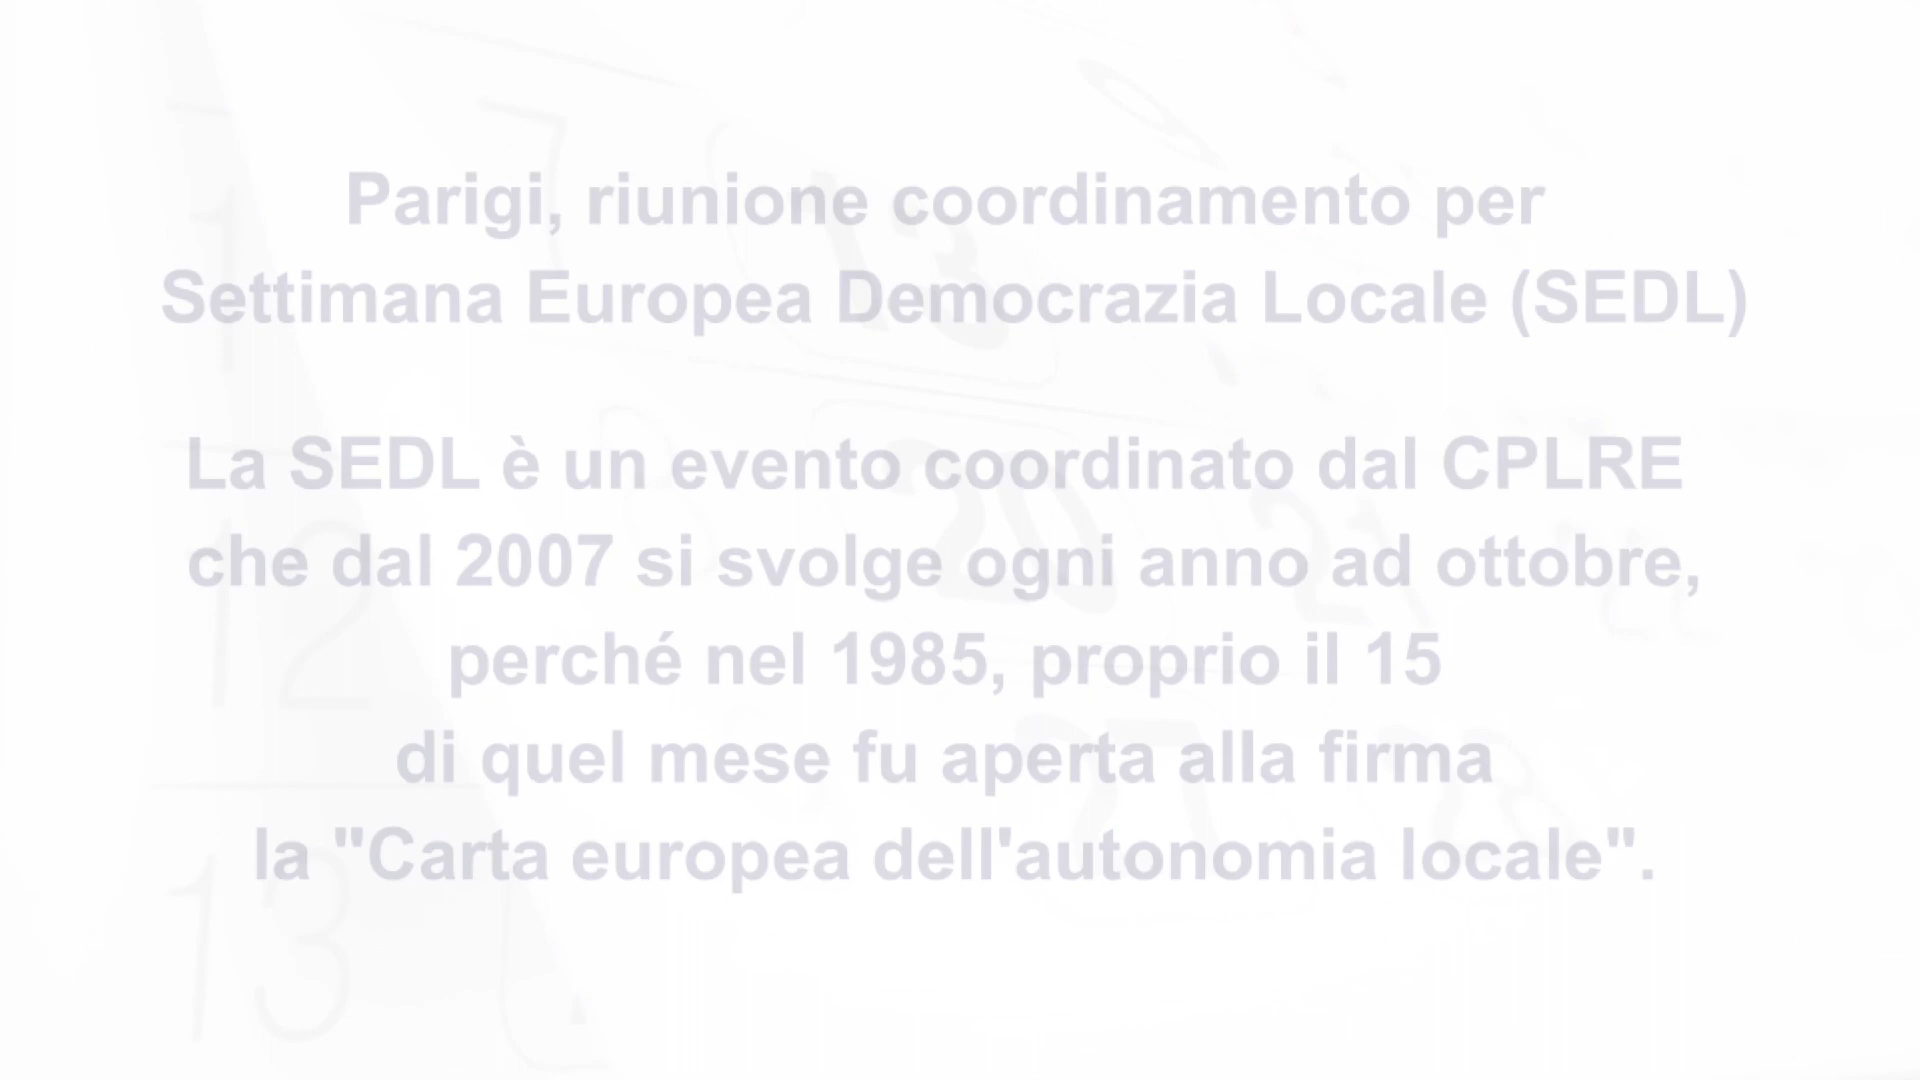 Parigi, riunione coordinamento per
Settimana Europea Democrazia Locale (SEDL)
La SEDL è un evento coordinato dal CPLRE
che dal 2007 si svolge ogni anno ad ottobre,
perché nel 1985, proprio il 15
di quel mese fu aperta alla firma
la "Carta europea dell'autonomia locale".